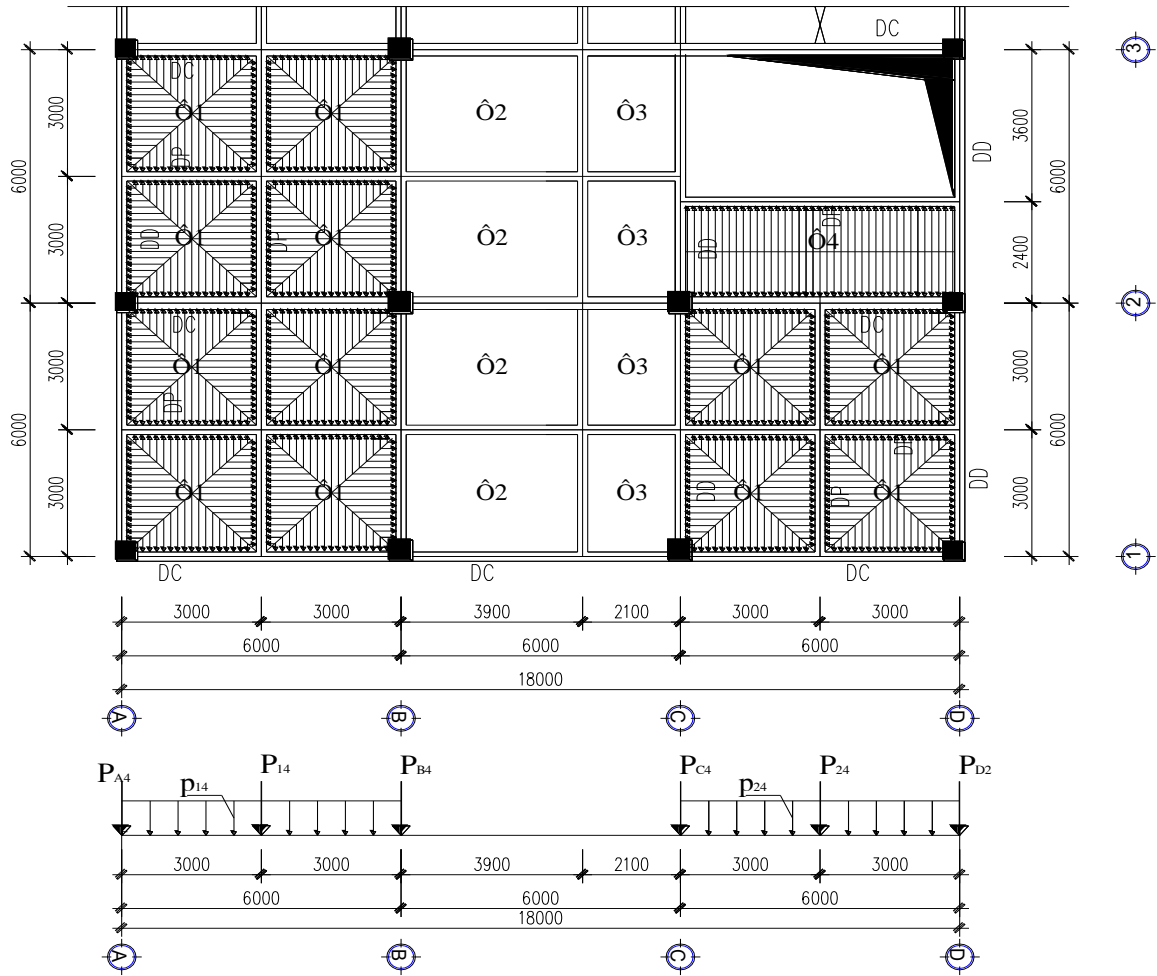 DC
3
DC
Ô1 Ô1 Ô2 Ô3
3000
3600
DP
DD
6000
6000
DP
DD
DP
DD
Ô1 Ô1 Ô2 Ô3 Ô4
3000
2400
2
DC
DC
Ô1 Ô1 Ô2 Ô3 Ô1 Ô1
3000
3000
DP
6000
6000
DP
DD
DP
DD
Ô1 Ô1 Ô2 Ô3 Ô1 Ô1
3000
3000
1
DC DC DC
3000 3000 3900 2100 3000 3000
6000 6000 6000
18000
A B C D
PA4 p14 P14 PB4 PC4 p24 P24 PD2
3000 3000 3900 2100 3000 3000
6000 6000 6000
18000
A B C D